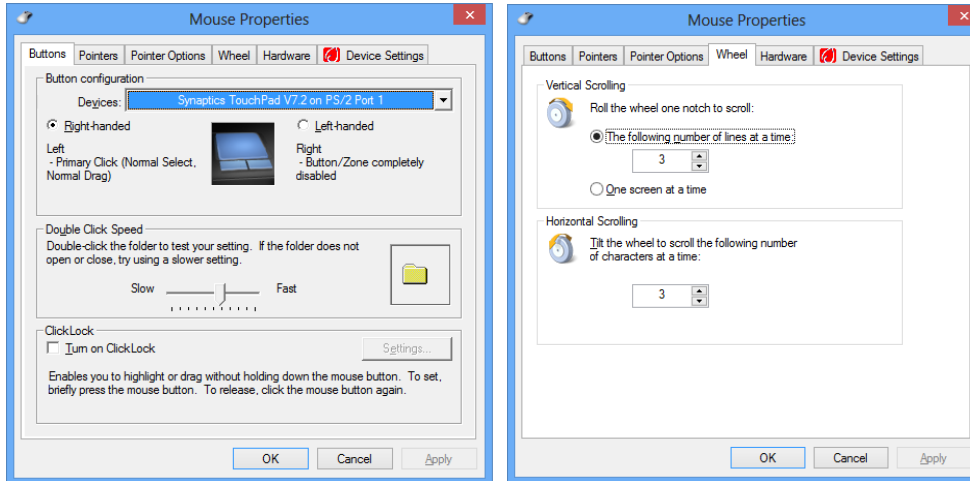 Mouse Properties
Buttons Pointers Pointer Options Wheel Hardware Device Settings
Button configuration
Devices: Synaptics TouchPad V7.2 on PS/2 Port 1
Right-handed Left-handed
Left
- Primary Click (Normal Select,
Normal Drag)
Right
- Button/Zone completely
disabled
Double Click Speed
Double-click the folder to test your setting. If the folder does not
open or close, try using a slower setting.
Slow Fast
ClickLock
Turn on ClickLock Settings...
Enables you to highlight or drag without holding down the mouse button. To set,
briefly press the mouse button. To release, click the mouse button again.
OK Cancel Apply
Mouse Properties
Buttons Pointers Pointer Options Wheel Hardware Device Settings
Vertical Scrolling
Roll the wheel one notch to scroll:
The following number of lines at a time:
3
One screen at a time
Horizontal Scrolling
Tilt the wheel to scroll the following number
of characters at a time:
3
OK Cancel Apply